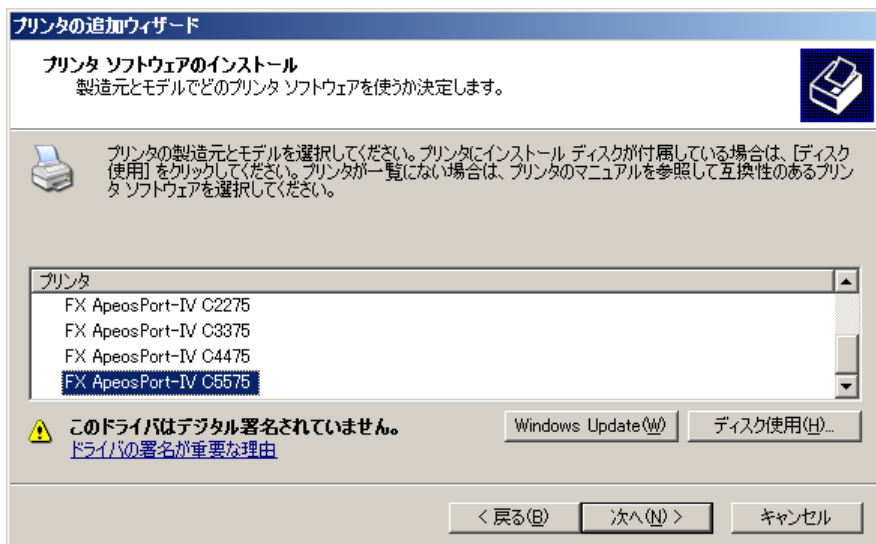 プリンタの追加ウィザード
プリンタ ソフトウェアのインストール
製造元とモデルでどのプリンタ ソフトウェアを使うか決定します。
プリンタの製造元とモデルを選択してください。プリンタにインストール ディスクが付属している場合は、[ディスク
使用] をクリックしてください。プリンタが一覧にない場合は、プリンタのマニュアルを参照して互換性のあるプリン
タ ソフトウェアを選択してください。
プリンタ
FX ApeosPort-IV C2275
FX ApeosPort-IV C3375
FX ApeosPort-IV C4475
FX ApeosPort-IV C5575
このドライバはデジタル署名されていません。
ドライバの署名が重要な理由
Windows Update(W)
ディスク使用(H)...
< 戻る(B)
次へ(N) >
キャンセル